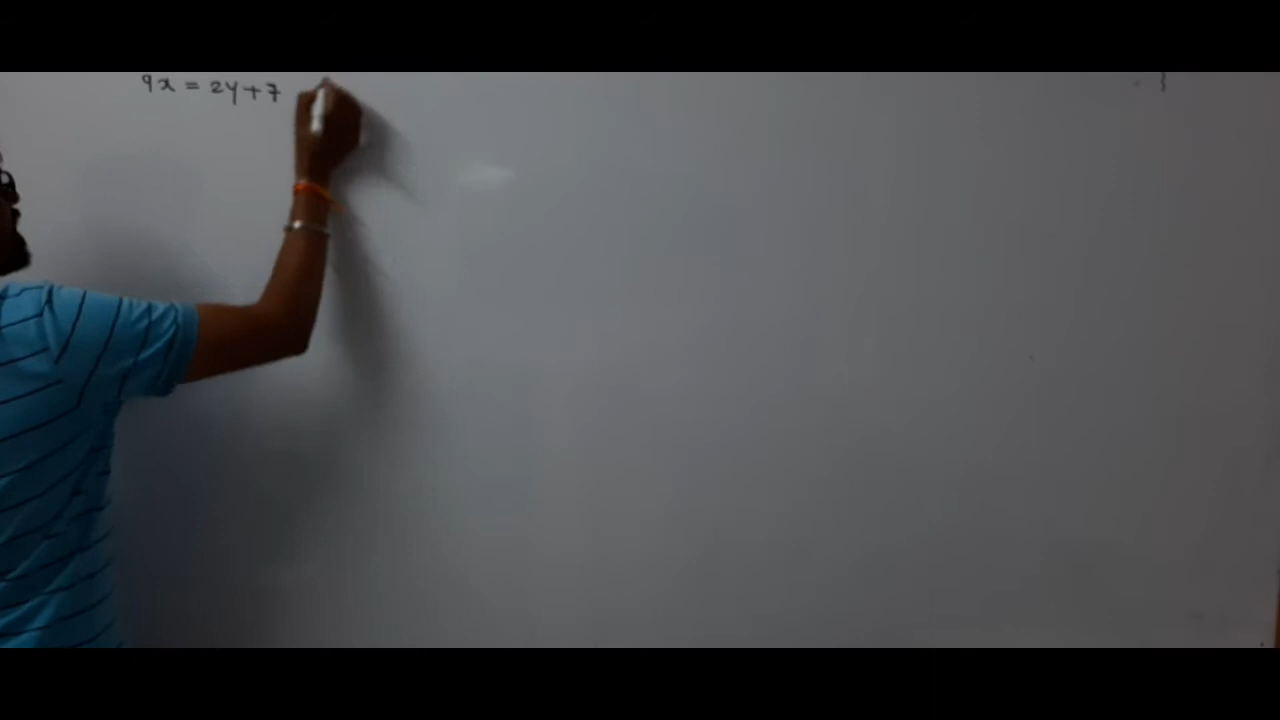 9x = 2y+7